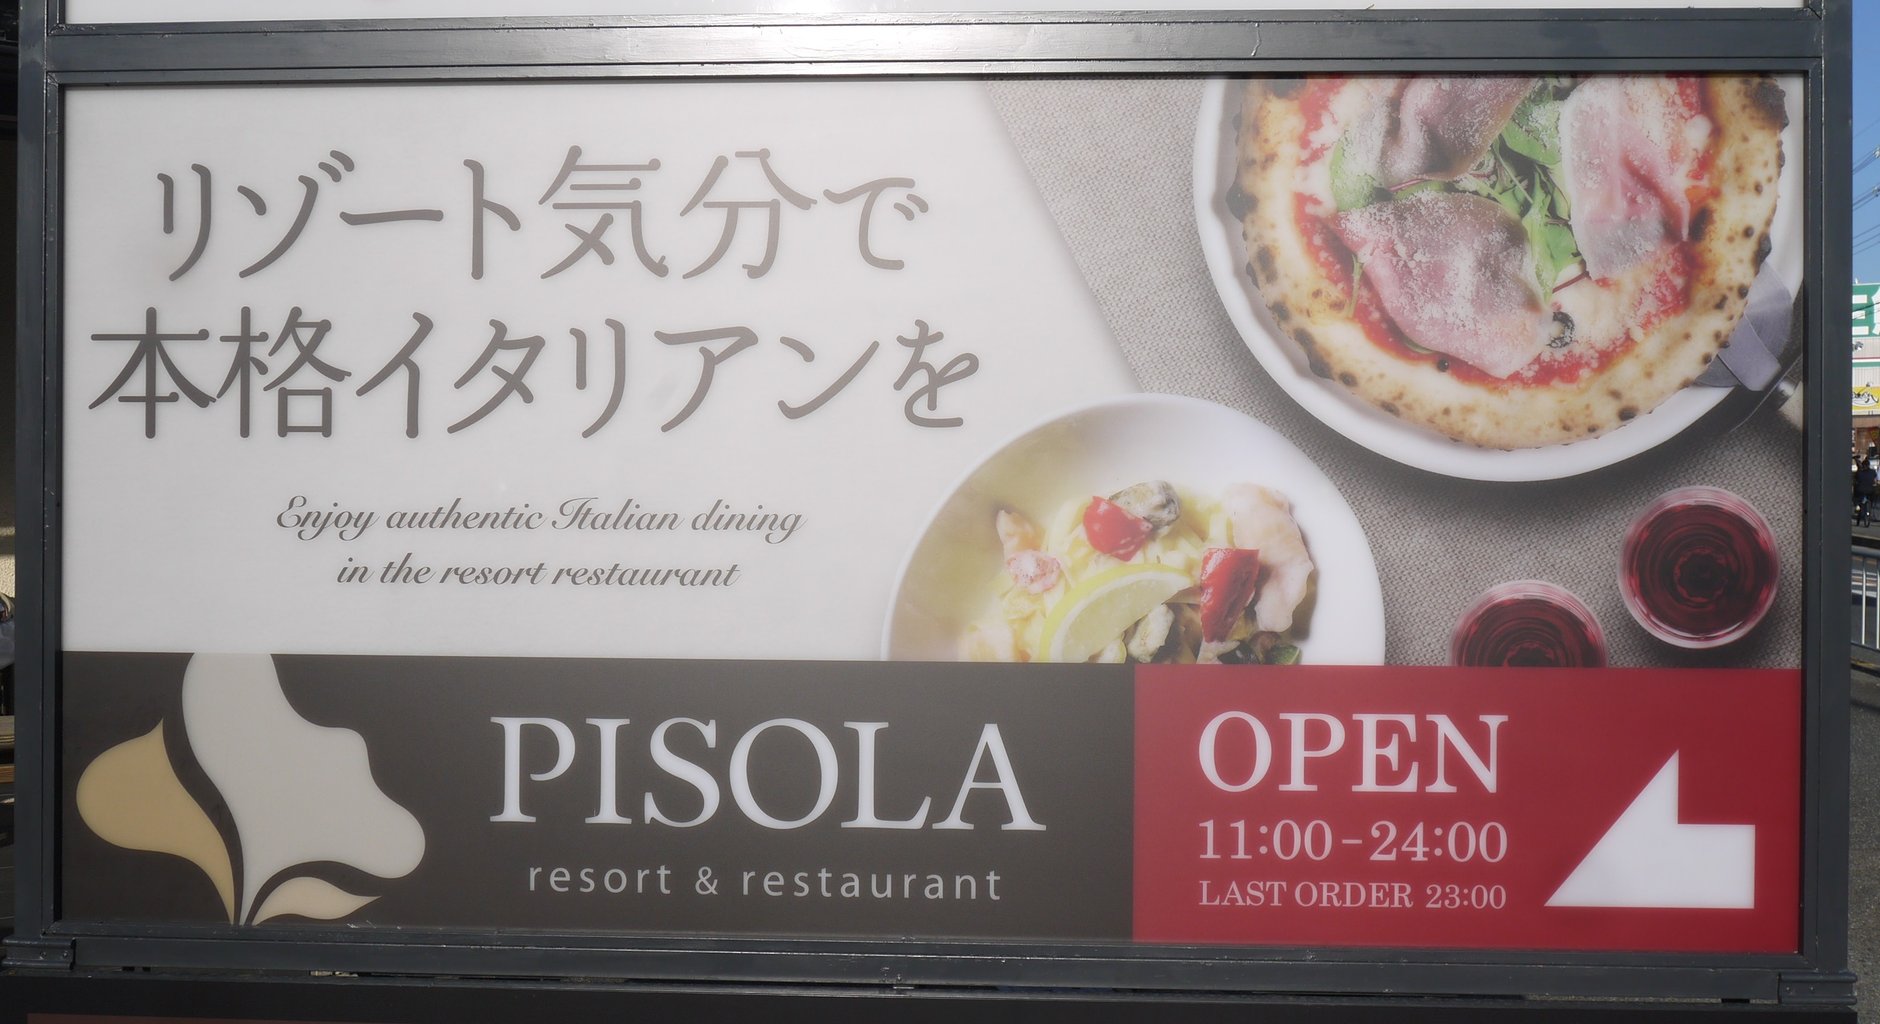 リゾート気分で
本格イタリアンを
Enjoy authentic Italian dining
in the resort restaurant
PISOLA
resort & restaurant
OPEN
11:00-24:00
LAST ORDER 23:00